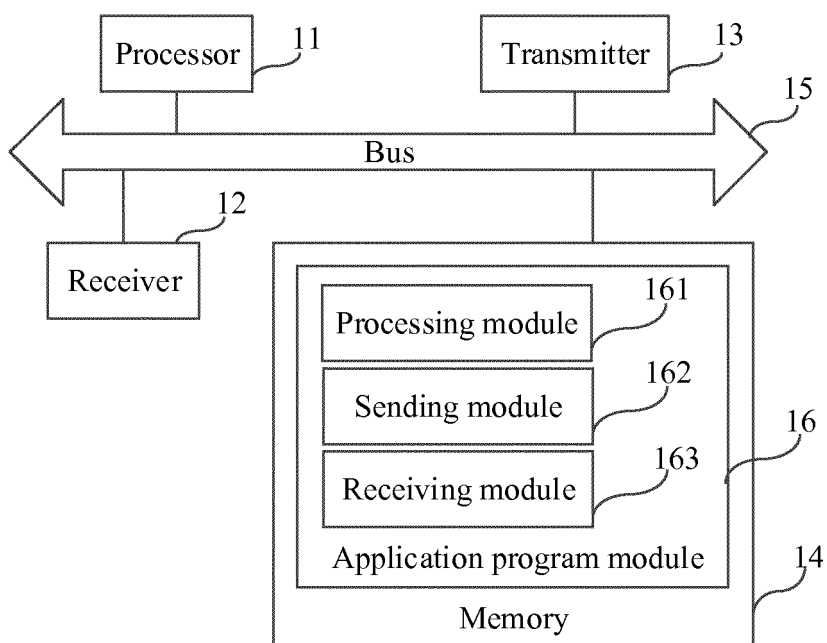 Processor
11
Transmitter
13
15
Bus
12
Receiver
Processing module
161
Sending module
162
16
Receiving module
163
Application program module
14
Memory